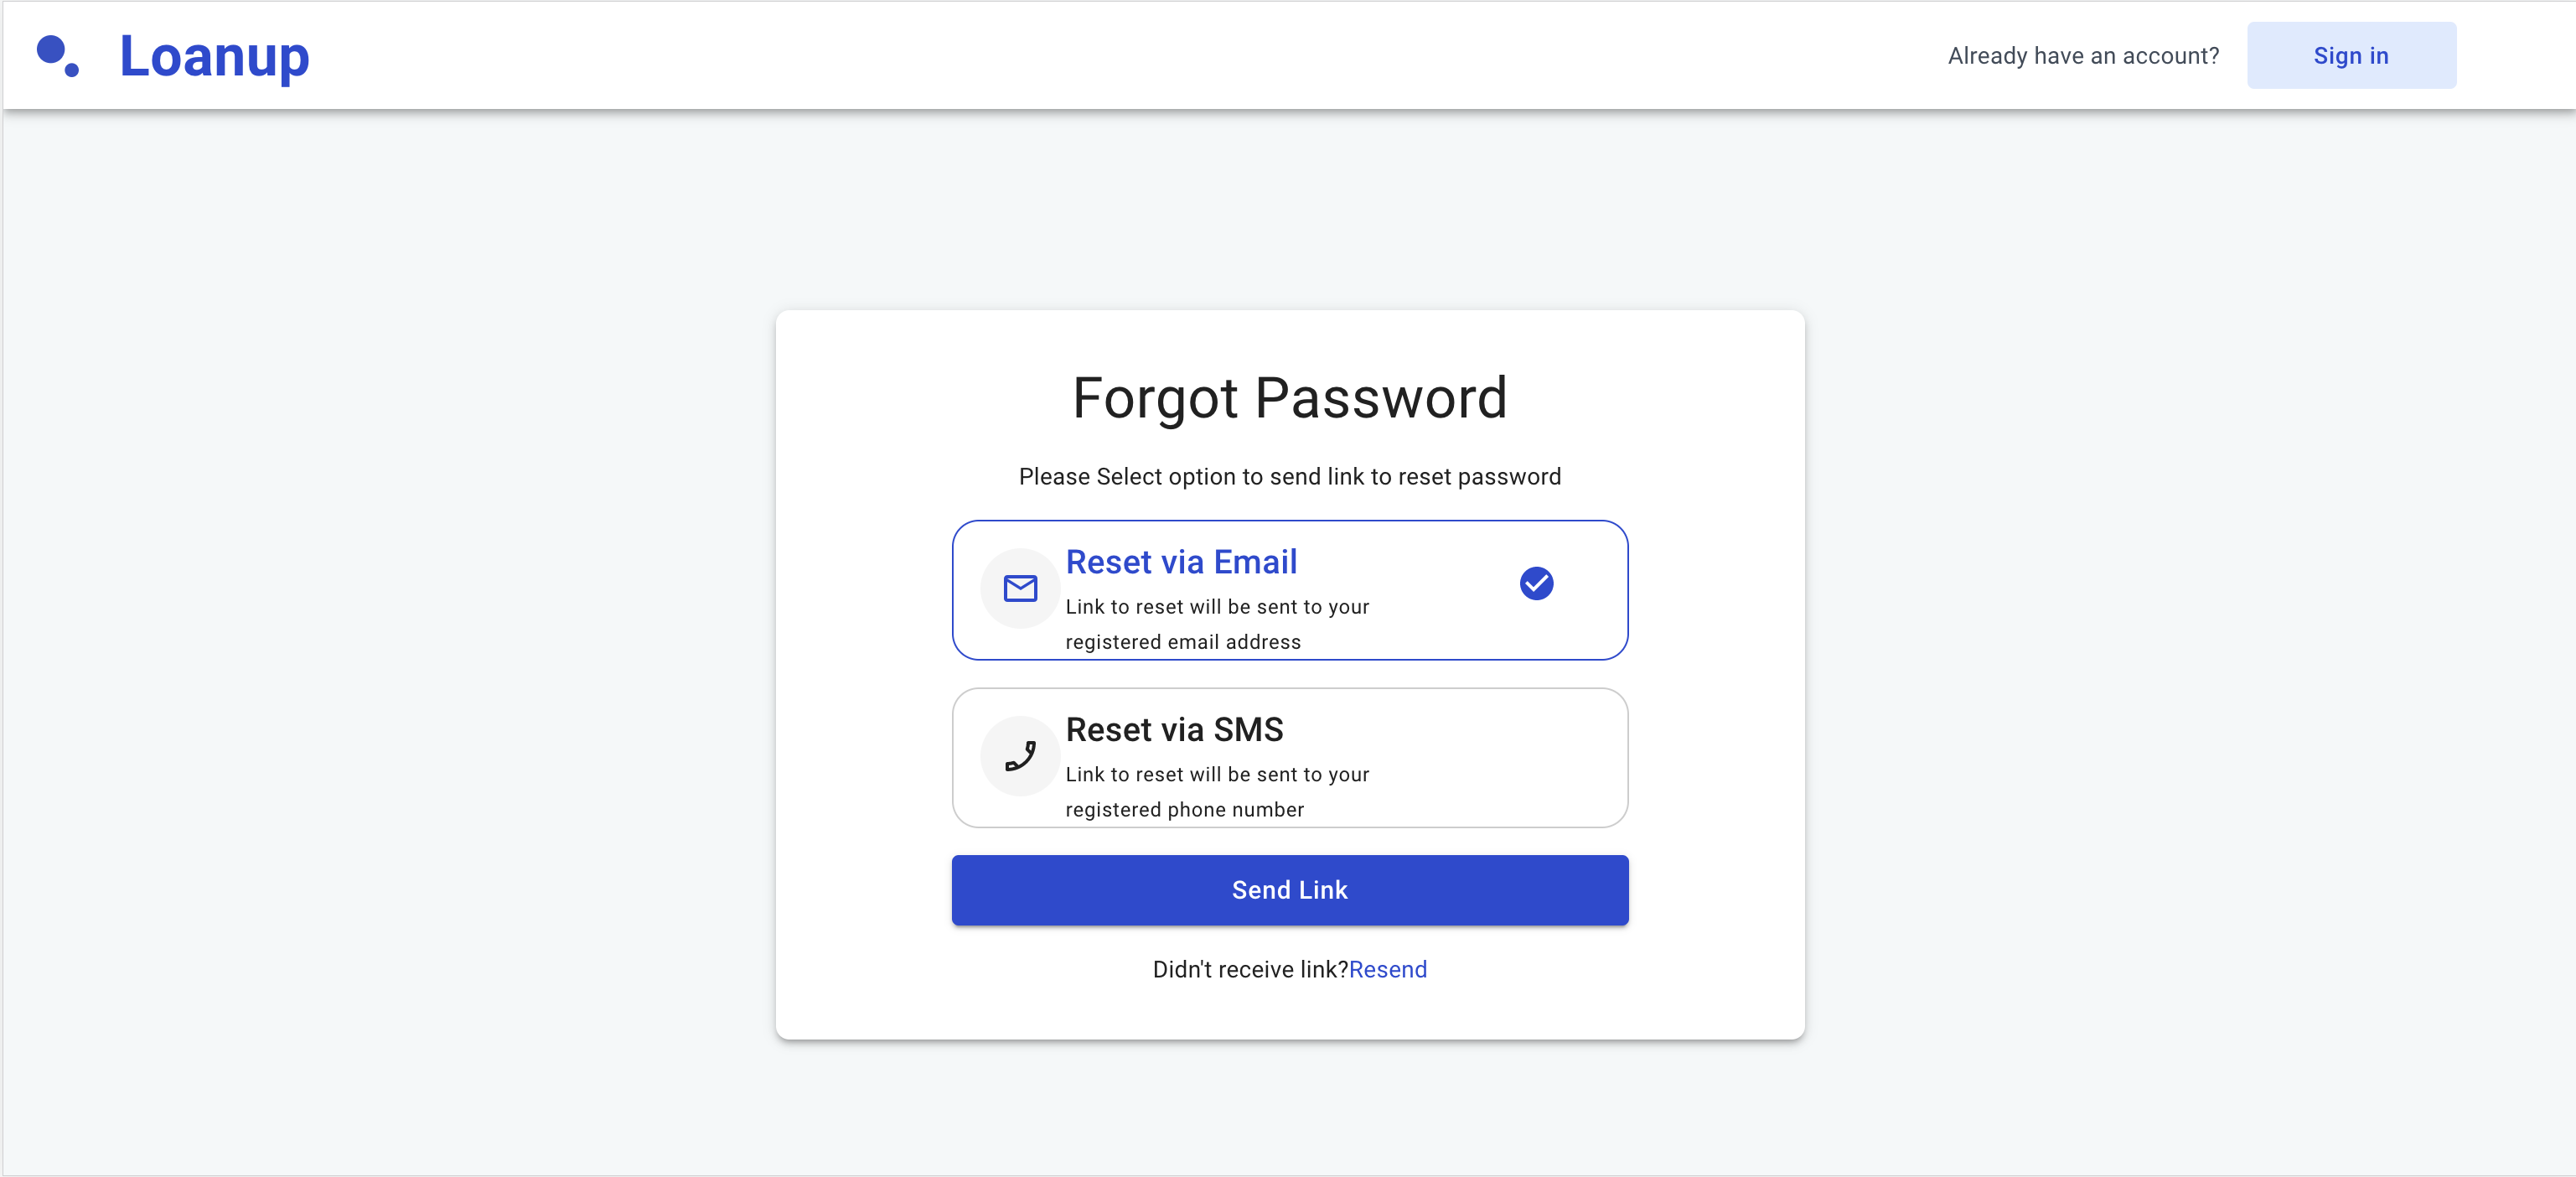 Loanup
Already have an account?
Sign in
Forgot Password
Please Select option to send link to reset password
Reset via Email
Link to reset will be sent to your
registered email address
Reset via SMS
Link to reset will be sent to your
registered phone number
Send Link
Didn't receive link?Resend